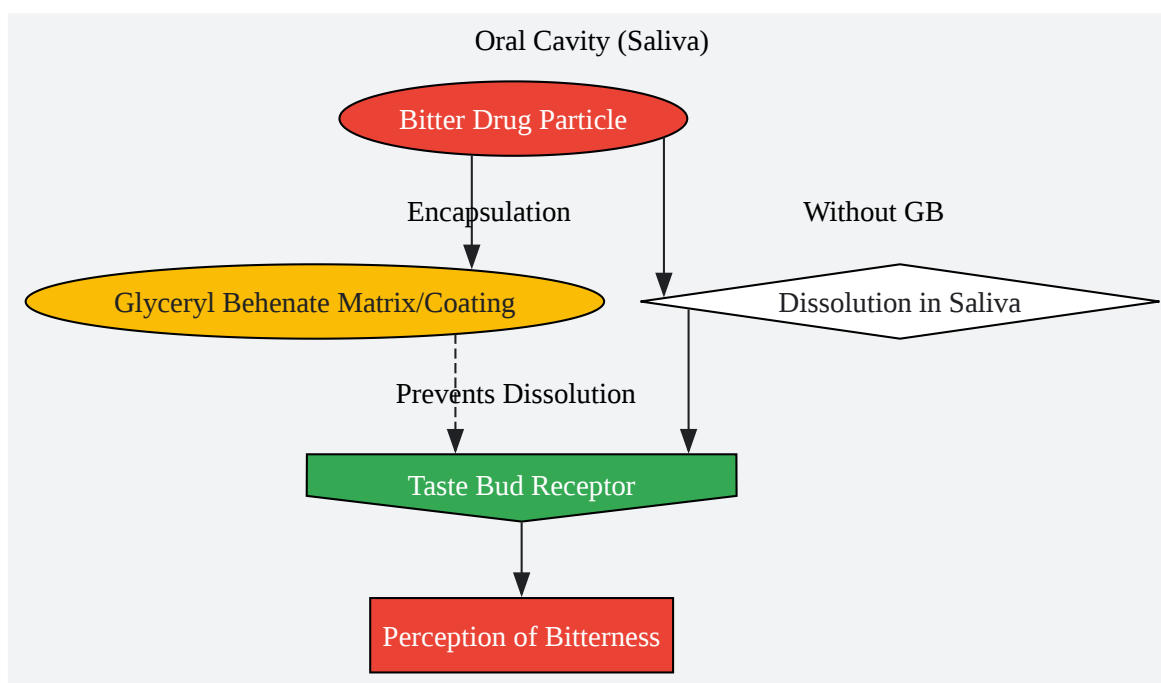 Oral Cavity (Saliva)
Bitter Drug Particle
Encapsulation
Without GB
Glyceryl Behenate Matrix/Coating
Dissolution in Saliva
Prevents Dissolution
Taste Bud Receptor
Perception of Bitterness